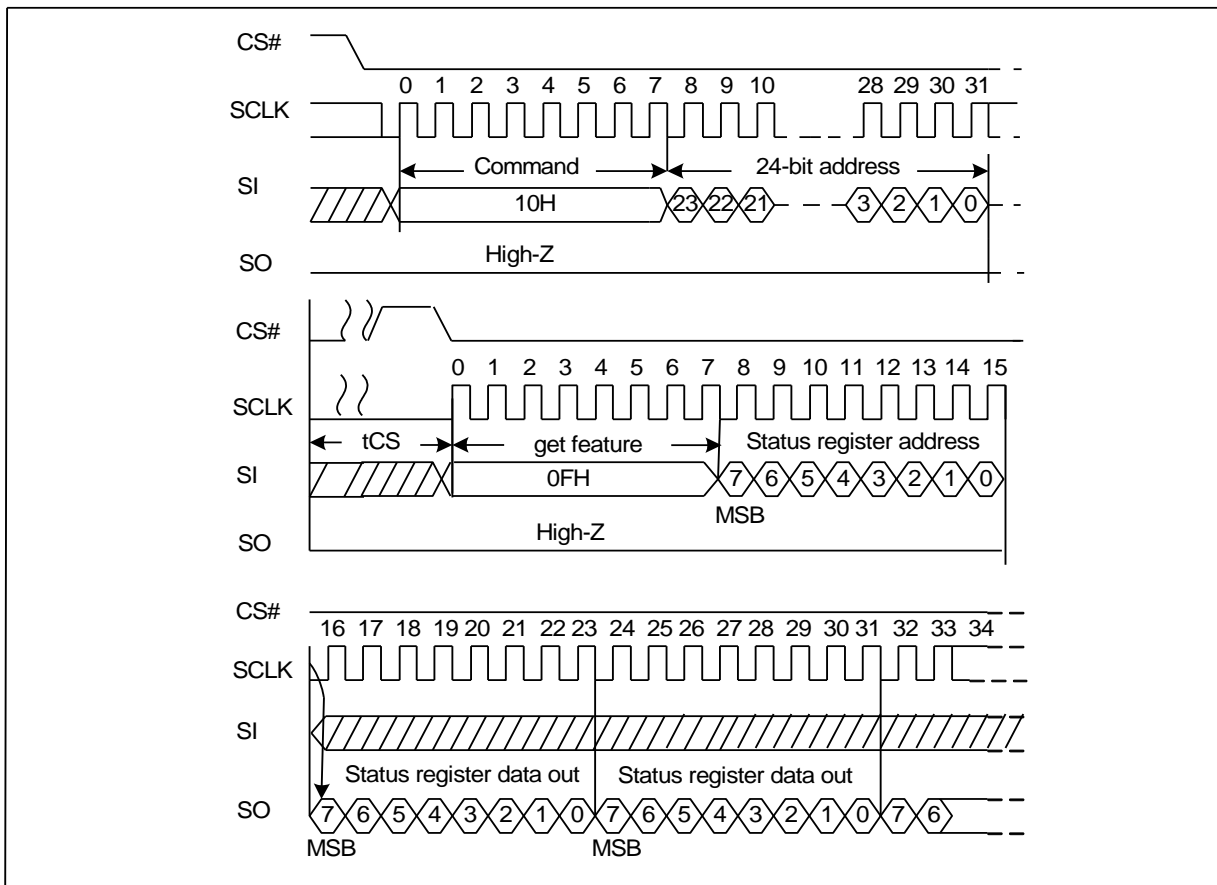 CS#
0 1 2 3 4 5 6 7 8 9 10 28 29 30 31
SCLK
Command 24-bit address
SI
10H 23 22 21 3 2 1 0
High-Z
SO
CS#
0 1 2 3 4 5 6 7 8 9 10 11 12 13 14 15
SCLK
tCS get feature Status register address
SI
0FH 7 6 5 4 3 2 1 0
MSB
High-Z
SO
CS#
16 17 18 19 20 21 22 23 24 25 26 27 28 29 30 31 32 33 34
SCLK
SI
Status register data out Status register data out
SO 7 6 5 4 3 2 1 0 7 6 5 4 3 2 1 0 7 6
MSB MSB